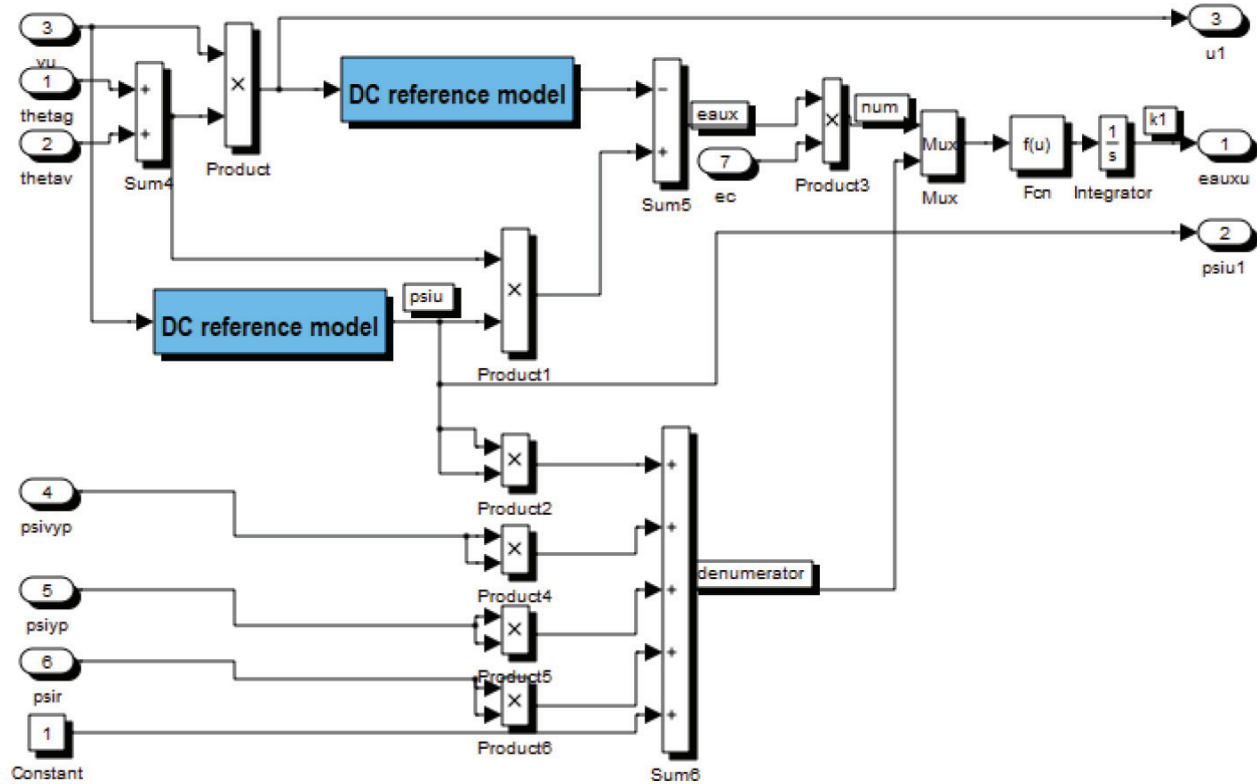 3
vu
1
thetag
2
thetav
+
+
Sum4
×
Product
DC reference model
−
+
Sum5
eaux
7
ec
×
Product3
num
Mux
Mux
f(u)
Fcn
1
s
Integrator
k1
3
u1
1
eauxu
2
psiu1
DC reference model
psiu
×
Product1
×
Product2
4
psivyp
×
Product4
5
psiyp
×
Product5
6
psir
×
Product6
1
Constant
+
+
+
+
+
Sum6
denumerator